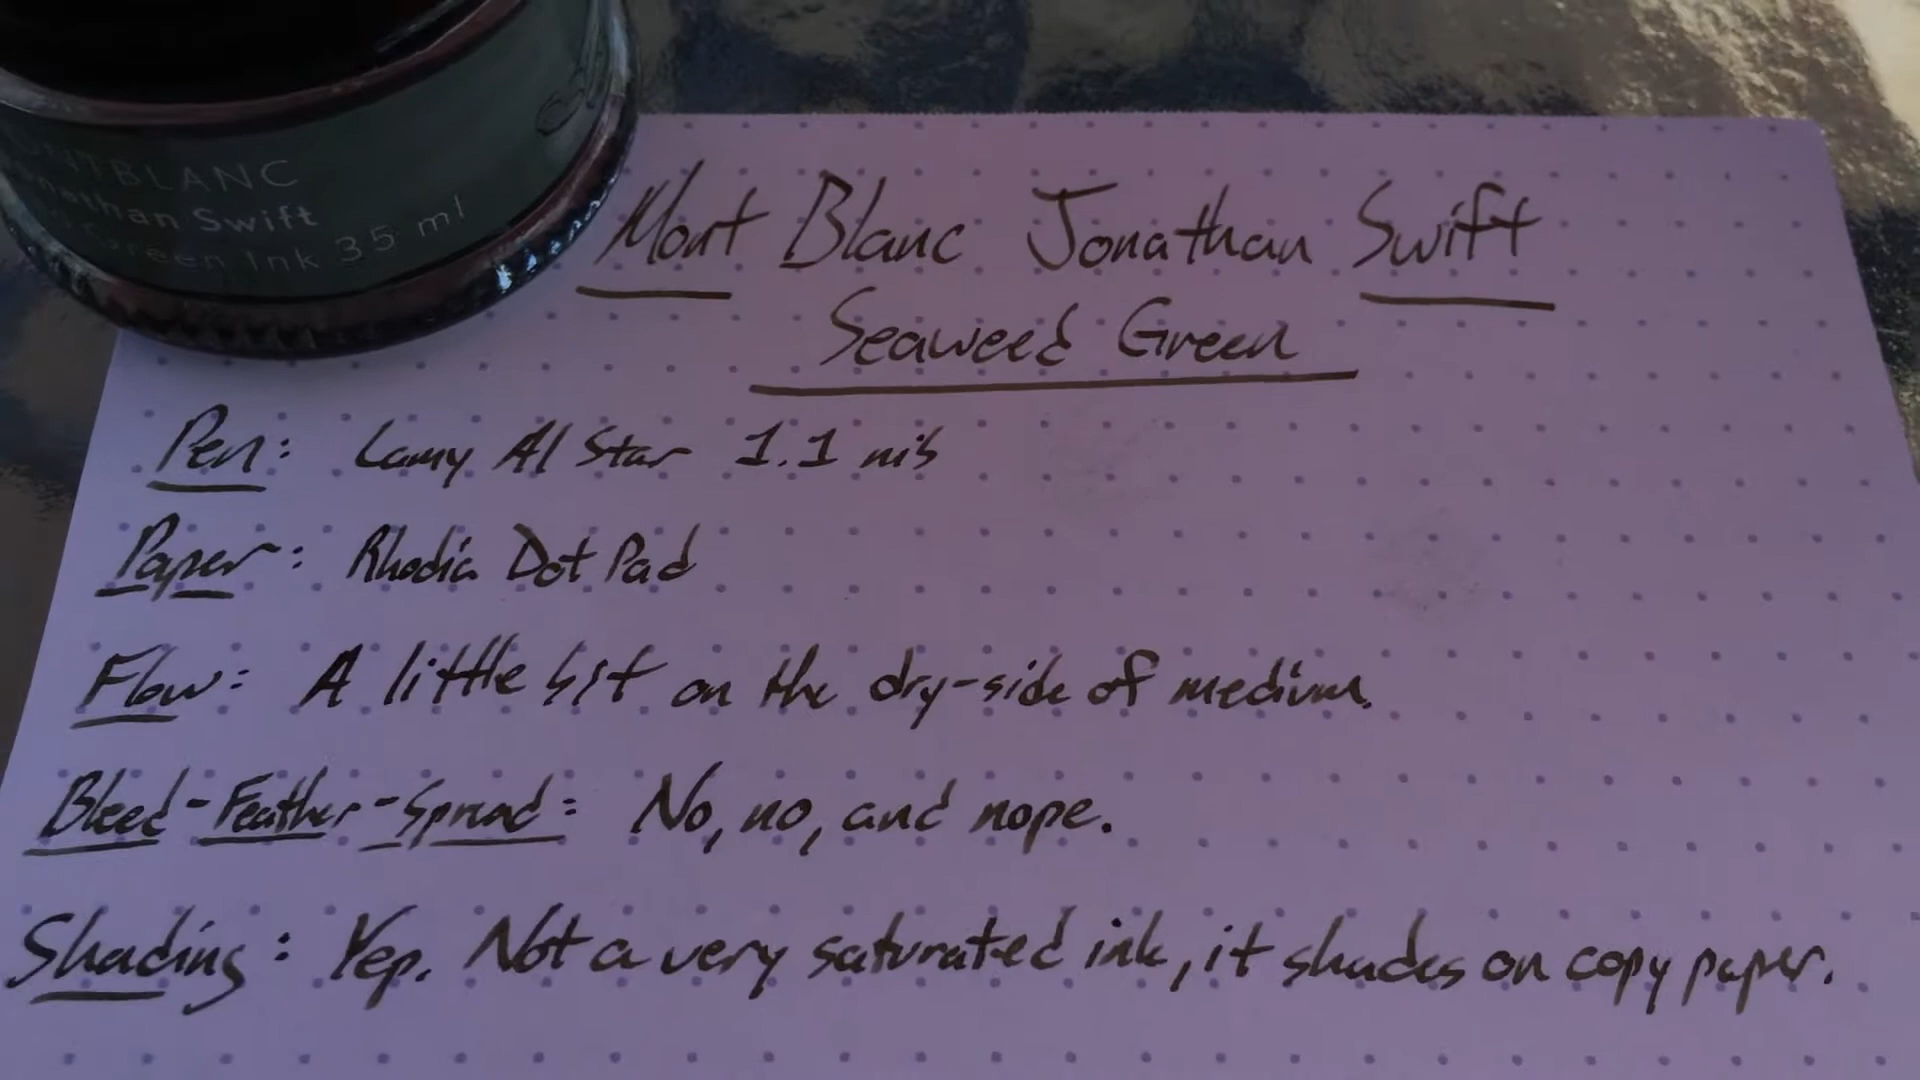 MONTBLANC
Jonathan Swift
Green Ink 35 ml
Mont Blanc Jonathan Swift
Seaweed Green
Pen: Lamy Al Star 1.1 nib
Paper: Rhodia Dot Pad
Flow: A little bit on the dry-side of medium.
Bleed-Feather-Spread: No, no, and nope.
Shading: Yep. Not a very saturated ink, it shades on copy paper.